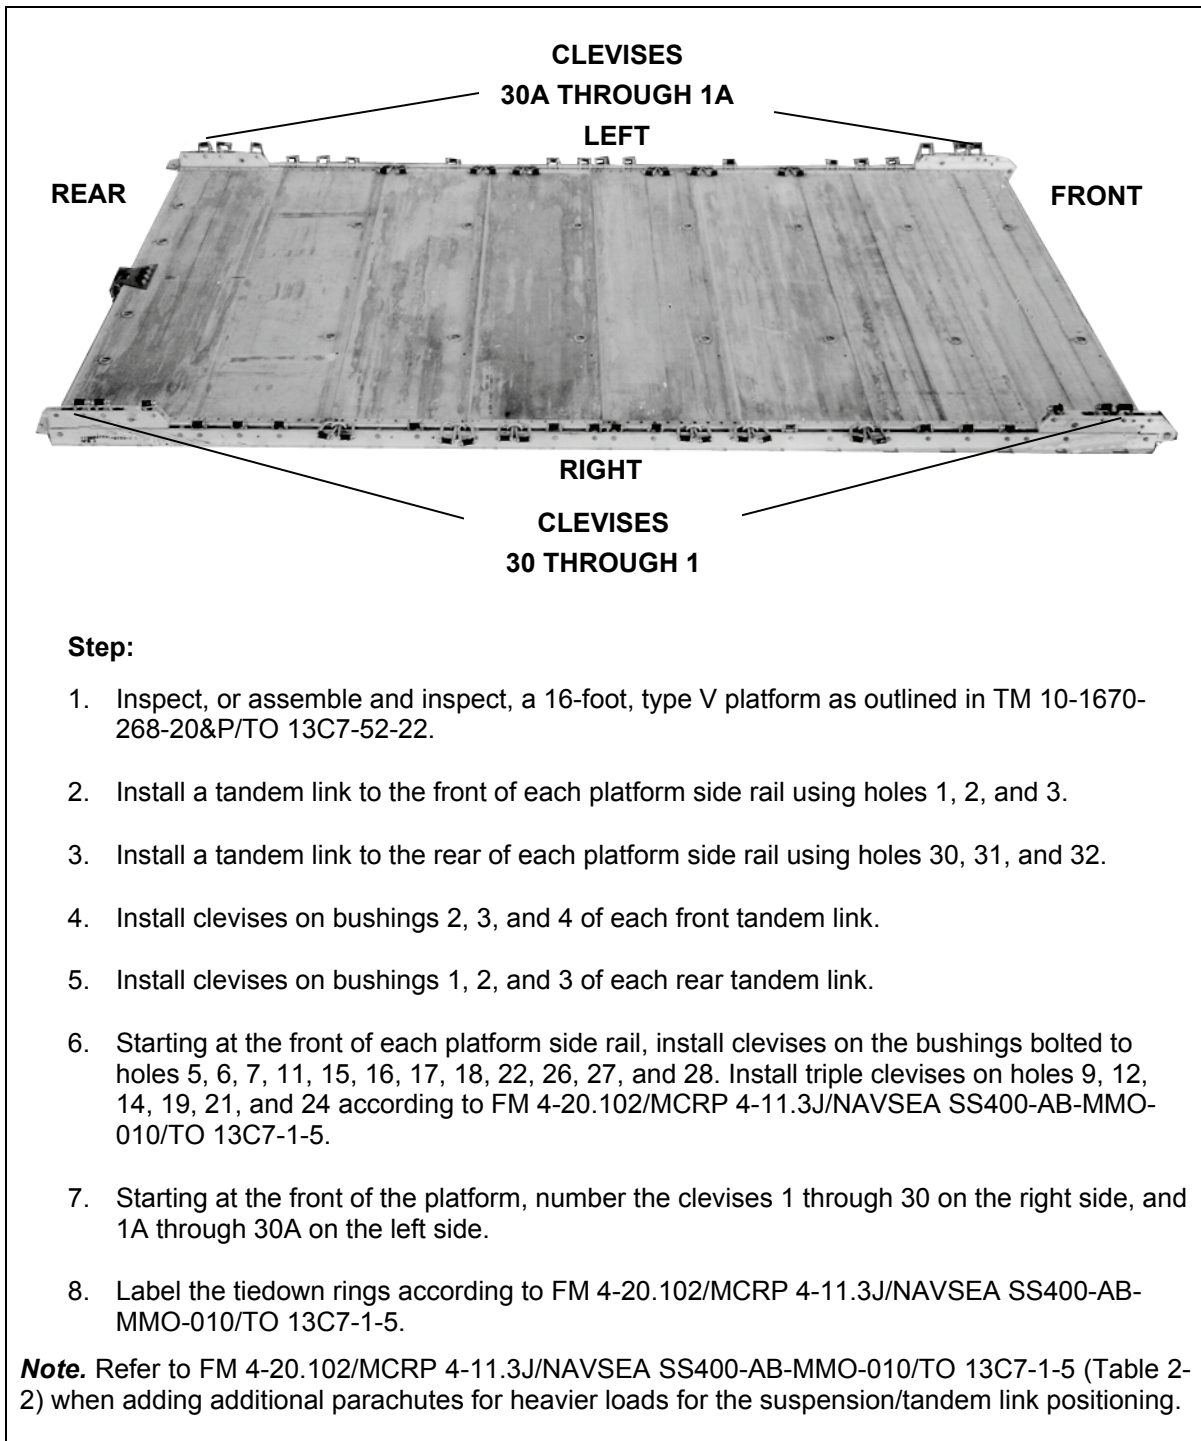 CLEVISES
30A THROUGH 1A
LEFT
REAR
FRONT
RIGHT
CLEVISES
30 THROUGH 1
Step:
1. Inspect, or assemble and inspect, a 16-foot, type V platform as outlined in TM 10-1670-
268-20&P/TO 13C7-52-22.
2. Install a tandem link to the front of each platform side rail using holes 1, 2, and 3.
3. Install a tandem link to the rear of each platform side rail using holes 30, 31, and 32.
4. Install clevises on bushings 2, 3, and 4 of each front tandem link.
5. Install clevises on bushings 1, 2, and 3 of each rear tandem link.
6. Starting at the front of each platform side rail, install clevises on the bushings bolted to
holes 5, 6, 7, 11, 15, 16, 17, 18, 22, 26, 27, and 28. Install triple clevises on holes 9, 12,
14, 19, 21, and 24 according to FM 4-20.102/MCRP 4-11.3J/NAVSEA SS400-AB-MMO-
010/TO 13C7-1-5.
7. Starting at the front of the platform, number the clevises 1 through 30 on the right side, and
1A through 30A on the left side.
8. Label the tiedown rings according to FM 4-20.102/MCRP 4-11.3J/NAVSEA SS400-AB-
MMO-010/TO 13C7-1-5.
Note. Refer to FM 4-20.102/MCRP 4-11.3J/NAVSEA SS400-AB-MMO-010/TO 13C7-1-5 (Table 2-
2) when adding additional parachutes for heavier loads for the suspension/tandem link positioning.